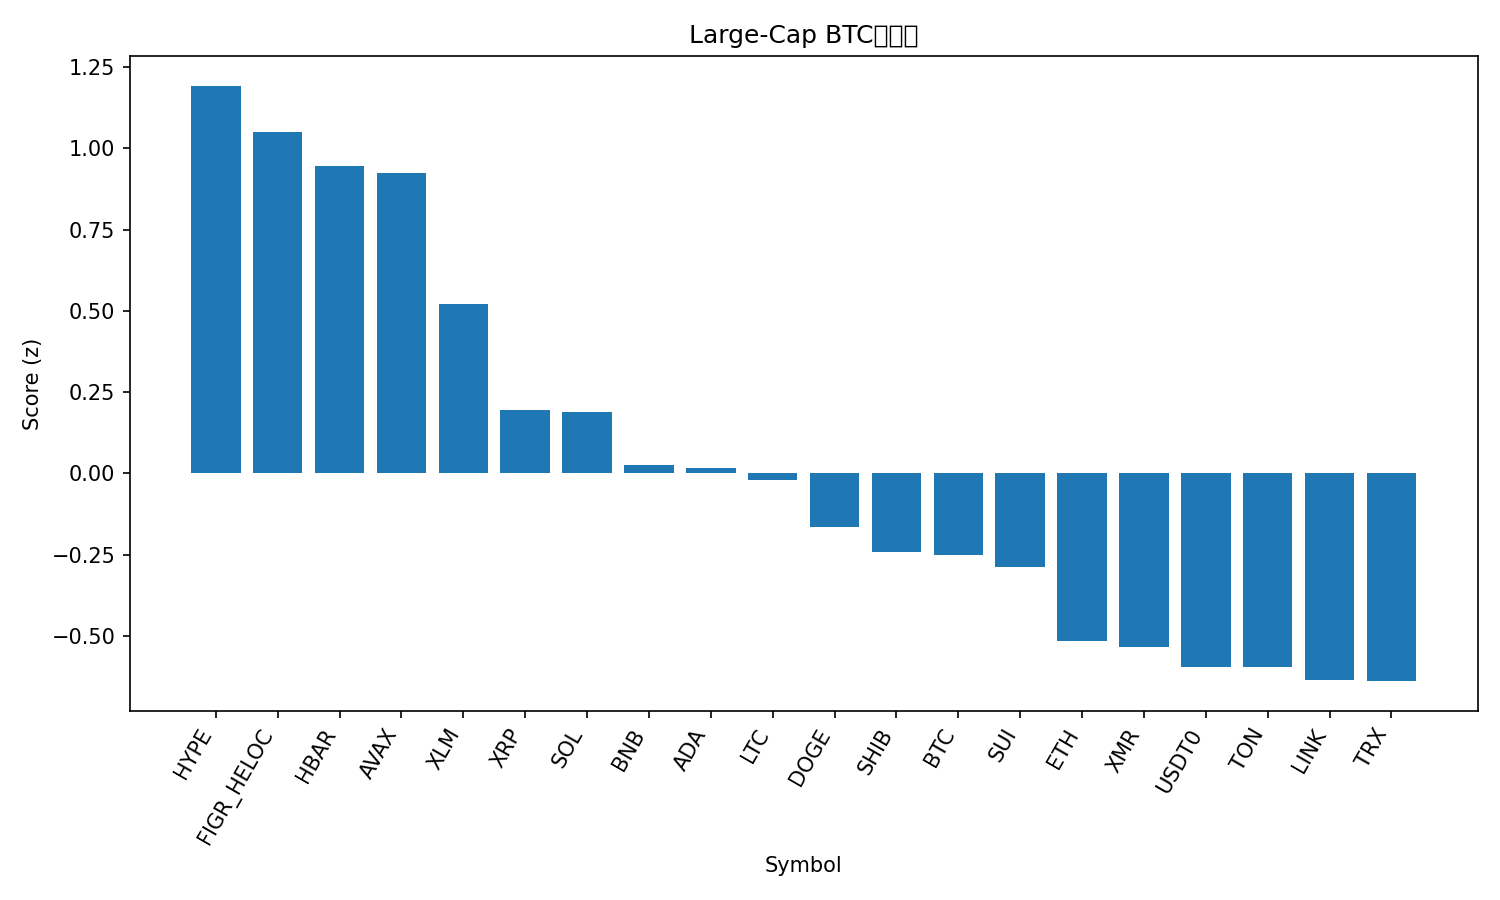 Large-Cap BTC
Score (z)
1.25
1.00
0.75
0.50
0.25
0.00
−0.25
−0.50
HYPE
FIGR_HELOC
HBAR
AVAX
XLM
XRP
SOL
BNB
ADA
LTC
DOGE
SHIB
BTC
SUI
ETH
XMR
USDT0
TON
LINK
TRX
Symbol